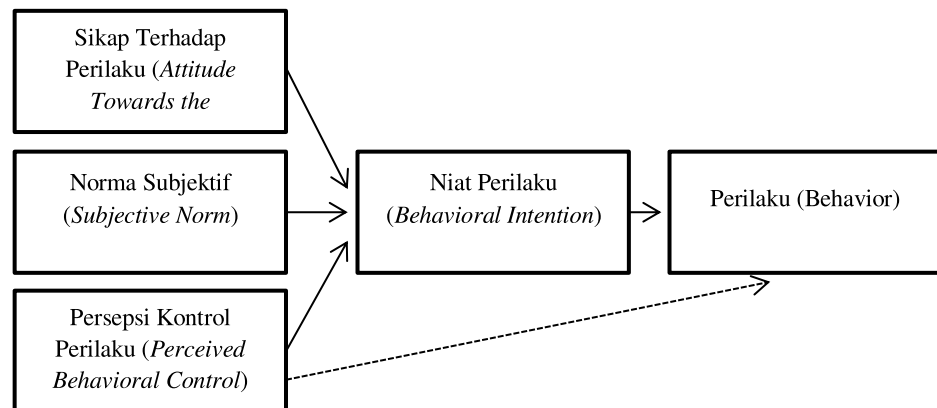 Sikap Terhadap
Perilaku (Attitude
Towards the
Norma Subjektif
(Subjective Norm)
Persepsi Kontrol
Perilaku (Perceived
Behavioral Control)
Niat Perilaku
(Behavioral Intention)
Perilaku (Behavior)